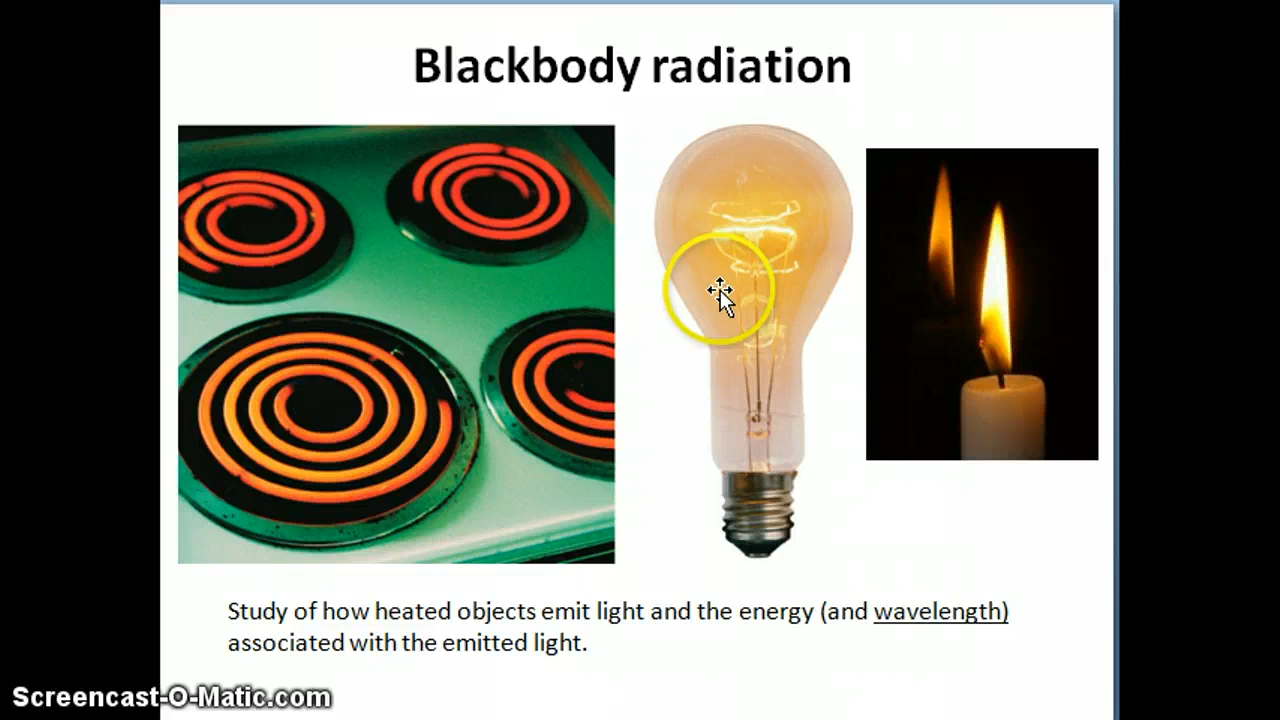 Blackbody radiation
Study of how heated objects emit light and the energy (and wavelength)
associated with the emitted light.
Screencast-O-Matic.com